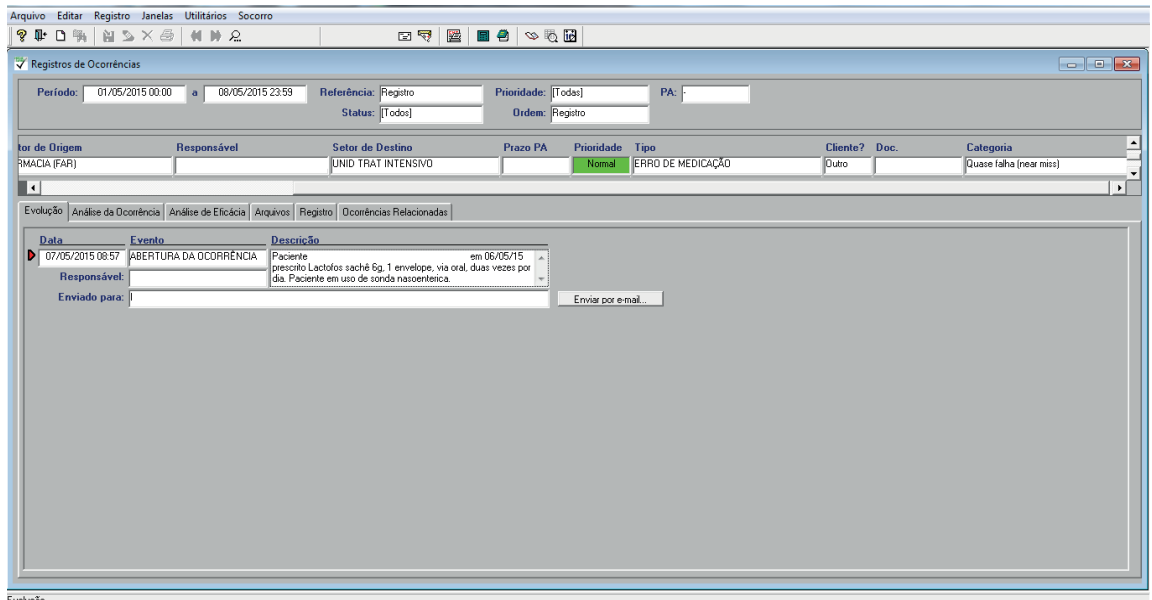 Arquivo Editar Registro Janelas Utilitários Socorro
Registros de Ocorrências
Período: 01/05/2015 00:00 a 08/05/2015 23:59 Referência: Registro Prioridade: [Todas] PA: -
Status: [Todos] Ordem: Registro
tor de Origem Responsável Setor de Destino Prazo PA Prioridade Tipo Cliente? Doc. Categoria
RMACIA (FAR) UNID TRAT INTENSIVO Normal ERRO DE MEDICAÇÃO Outro Quase falha (near miss)
Evolução Análise da Ocorrência Análise de Eficácia Arquivos Registro Ocorrências Relacionadas
Data Evento Descrição
07/05/2015 08:57 ABERTURA DA OCORRÊNCIA Paciente em 06/05/15
prescrito Lactofos sachê 6g, 1 envelope, via oral, duas vezes por
Responsável: dia. Paciente em uso de sonda nasoenterica.
Enviado para: Enviar por e-mail...